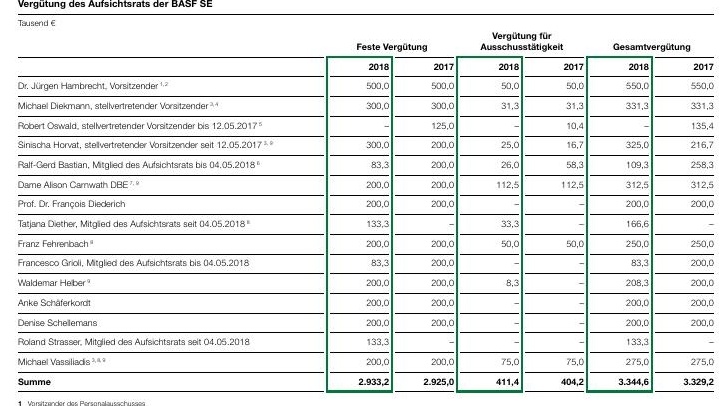 Vergütung des Aufsichtsrats der BASF SE
Tausend €
Feste Vergütung Vergütung für Ausschusstätigkeit Gesamtvergütung
2018 2017 2018 2017 2018 2017
Dr. Jürgen Hambrecht, Vorsitzender 1, 2 500,0 500,0 50,0 50,0 550,0 550,0
Michael Diekmann, stellvertretender Vorsitzender 3, 4 300,0 300,0 31,3 31,3 331,3 331,3
Robert Oswald, stellvertretender Vorsitzender bis 12.05.2017 5 – 125,0 – 10,4 – 135,4
Sinischa Horvat, stellvertretender Vorsitzender seit 12.05.2017 3, 9 300,0 200,0 25,0 16,7 325,0 216,7
Ralf-Gerd Bastian, Mitglied des Aufsichtsrats bis 04.05.2018 6 83,3 200,0 26,0 58,3 109,3 258,3
Dame Alison Carnwath DBE 7, 9 200,0 200,0 112,5 112,5 312,5 312,5
Prof. Dr. François Diederich 200,0 200,0 – – 200,0 200,0
Tatjana Diether, Mitglied des Aufsichtsrats seit 04.05.2018 8 133,3 – 33,3 – 166,6 –
Franz Fehrenbach 8 200,0 200,0 50,0 50,0 250,0 250,0
Francesco Grioli, Mitglied des Aufsichtsrats bis 04.05.2018 83,3 200,0 – – 83,3 200,0
Waldemar Helber 9 200,0 200,0 8,3 – 208,3 200,0
Anke Schäferkordt 200,0 200,0 – – 200,0 200,0
Denise Schellemans 200,0 200,0 – – 200,0 200,0
Roland Strasser, Mitglied des Aufsichtsrats seit 04.05.2018 133,3 – – – 133,3 –
Michael Vassiliadis 3, 8, 9 200,0 200,0 75,0 75,0 275,0 275,0
Summe 2.933,2 2.925,0 411,4 404,2 3.344,6 3.329,2
1 Vorsitzender des Personalausschusses